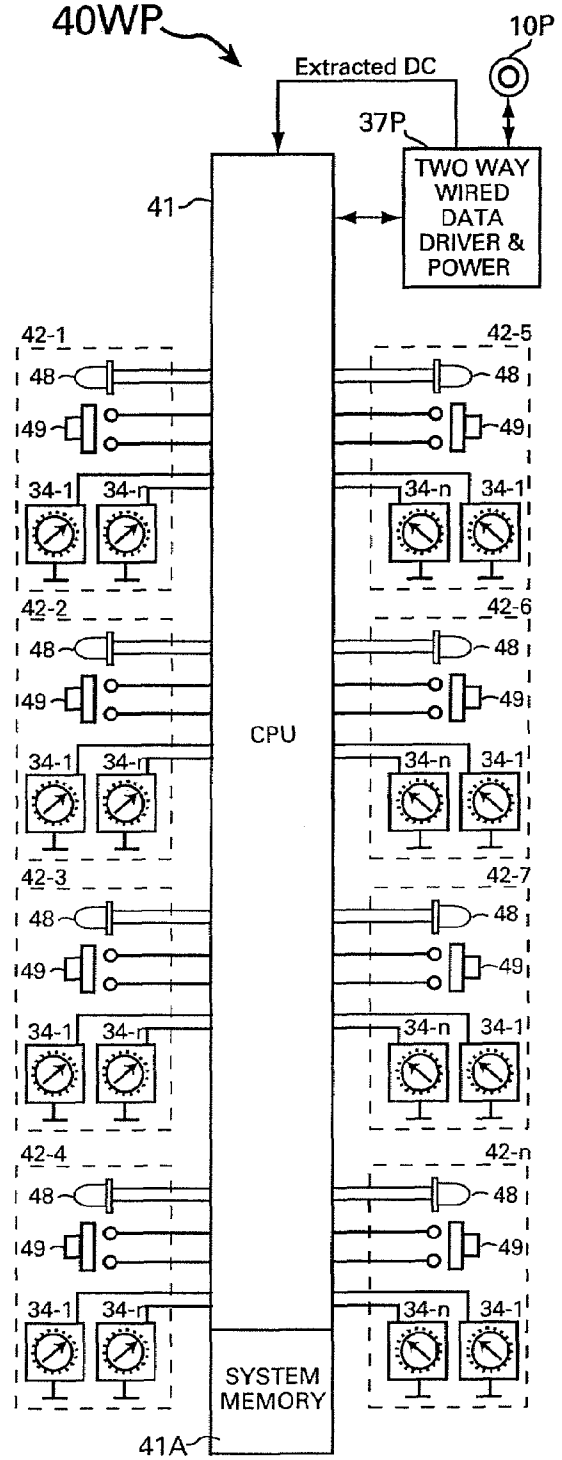 40WP
10P
Extracted DC
37P
TWO WAY
WIRED
DATA
DRIVER &
POWER
41
42-1
48
49
34-1 34-n
42-5
48
49
34-n 34-1
42-2
48
49
34-1 34-n
42-6
48
49
34-n 34-1
CPU
42-3
48
49
34-1 34-n
42-7
48
49
34-n 34-1
42-4
48
49
34-1 34-n
42-n
48
49
34-n 34-1
SYSTEM
MEMORY
41A